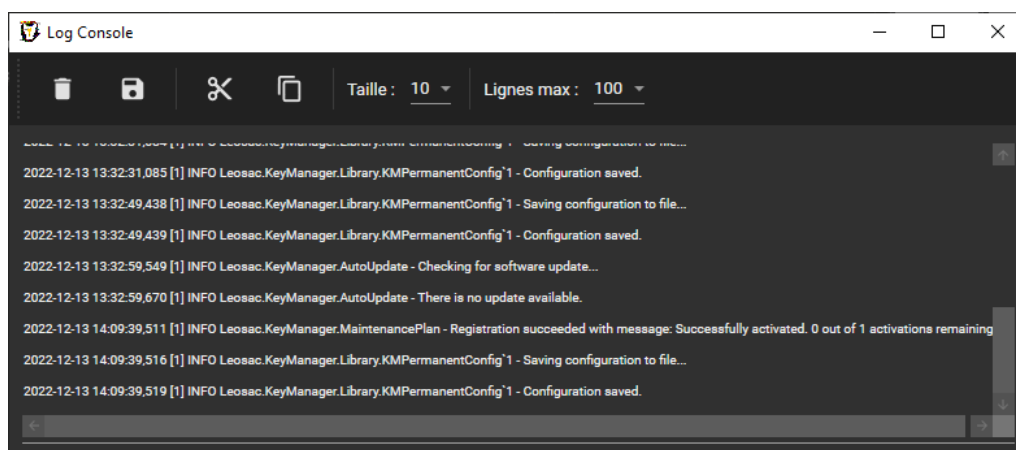 Log Console
Taille : 10 Lignes max : 100
2022-12-13 13:32:31,085 [1] INFO Leosac.KeyManager.Library.KMPermanentConfig`1 - Configuration saved.
2022-12-13 13:32:49,438 [1] INFO Leosac.KeyManager.Library.KMPermanentConfig`1 - Saving configuration to file...
2022-12-13 13:32:49,439 [1] INFO Leosac.KeyManager.Library.KMPermanentConfig`1 - Configuration saved.
2022-12-13 13:32:59,549 [1] INFO Leosac.KeyManager.AutoUpdate - Checking for software update...
2022-12-13 13:32:59,670 [1] INFO Leosac.KeyManager.AutoUpdate - There is no update available.
2022-12-13 14:09:39,511 [1] INFO Leosac.KeyManager.MaintenancePlan - Registration succeeded with message: Successfully activated. 0 out of 1 activations remaining
2022-12-13 14:09:39,516 [1] INFO Leosac.KeyManager.Library.KMPermanentConfig`1 - Saving configuration to file...
2022-12-13 14:09:39,519 [1] INFO Leosac.KeyManager.Library.KMPermanentConfig`1 - Configuration saved.